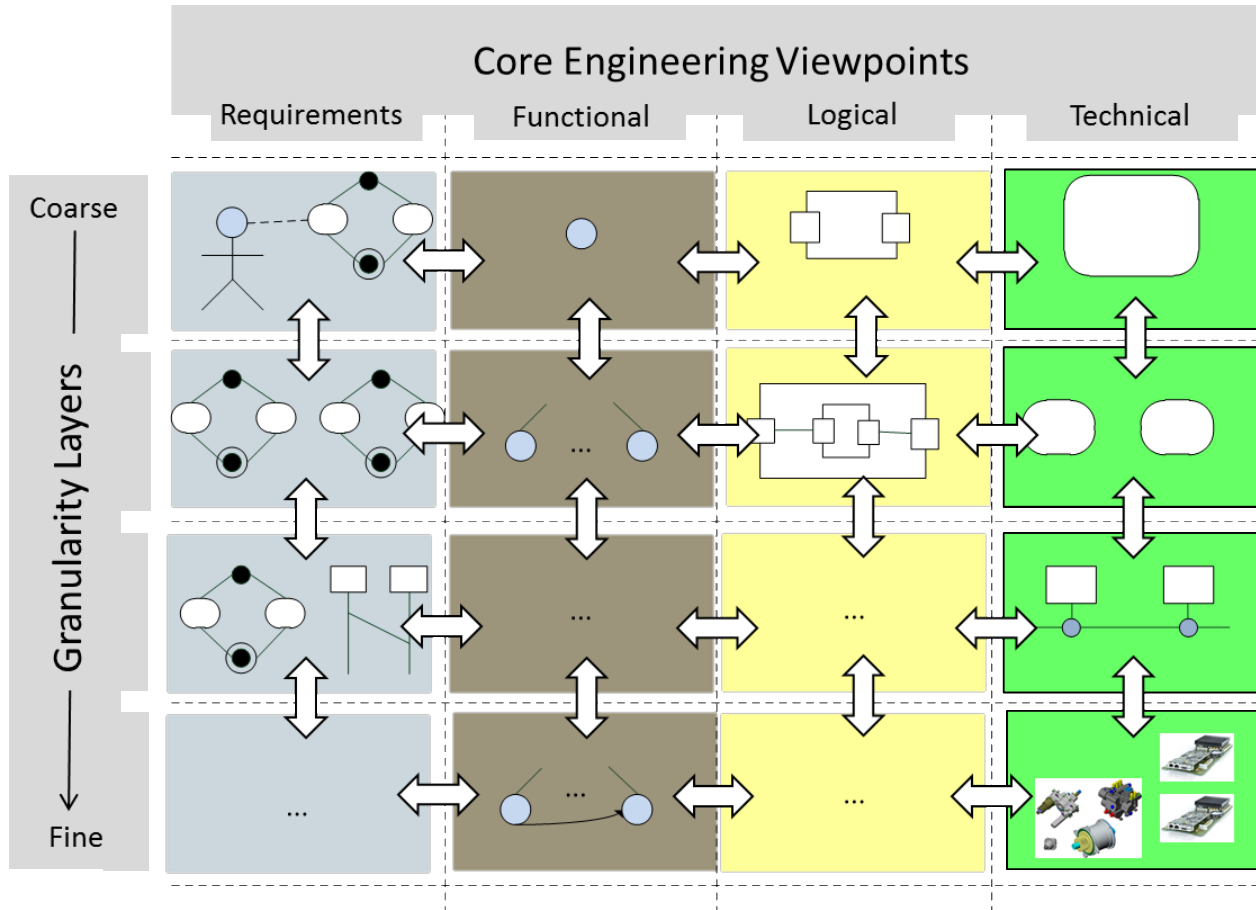 Core Engineering Viewpoints
Requirements
Functional
Logical
Technical
Granularity Layers
Coarse
Fine
...
...
...
...
...
...